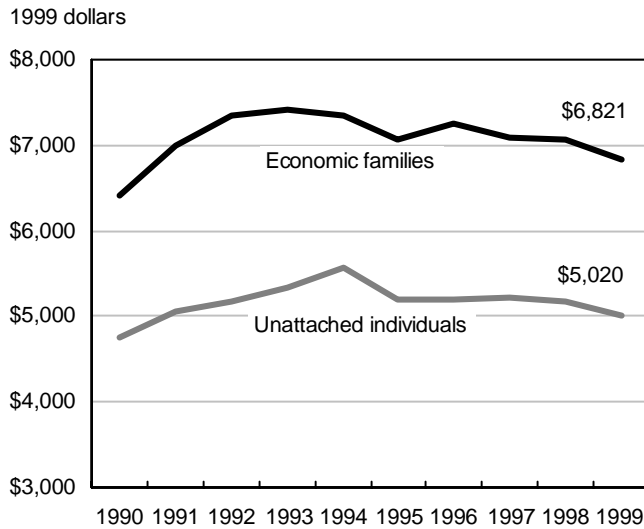 1999 dollars
$8,000
$6,821
$7,000
Economic families
$6,000
$5,020
$5,000
Unattached individuals
$4,000
$3,000
1990 1991 1992 1993 1994 1995 1996 1997 1998 1999